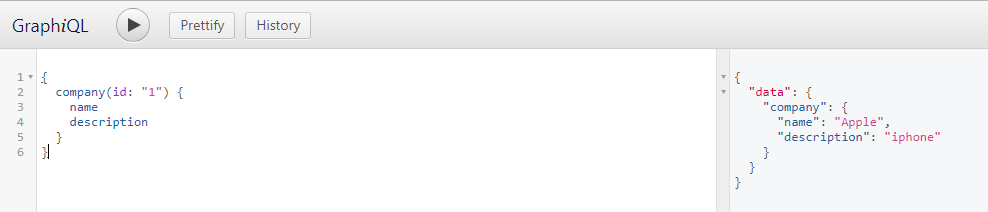 GraphiQL Prettify History
1 {
2   company(id: "1") {
3     name
4     description
5   }
6 }
{
  "data": {
    "company": {
      "name": "Apple",
      "description": "iphone"
    }
  }
}